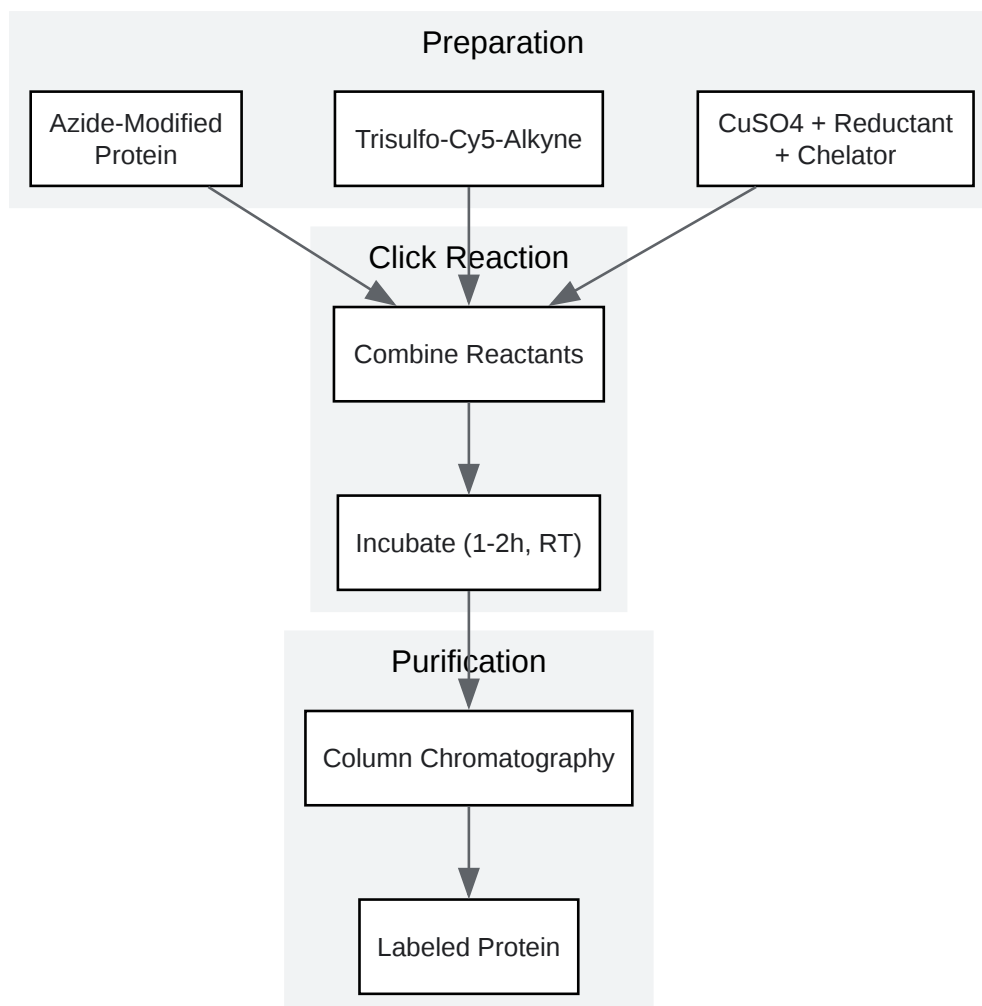 Preparation
Azide-Modified
Protein
Trisulfo-Cy5-Alkyne
CuSO4 + Reductant
+ Chelator
Click Reaction
Combine Reactants
Incubate (1-2h, RT)
Purification
Column Chromatography
Labeled Protein